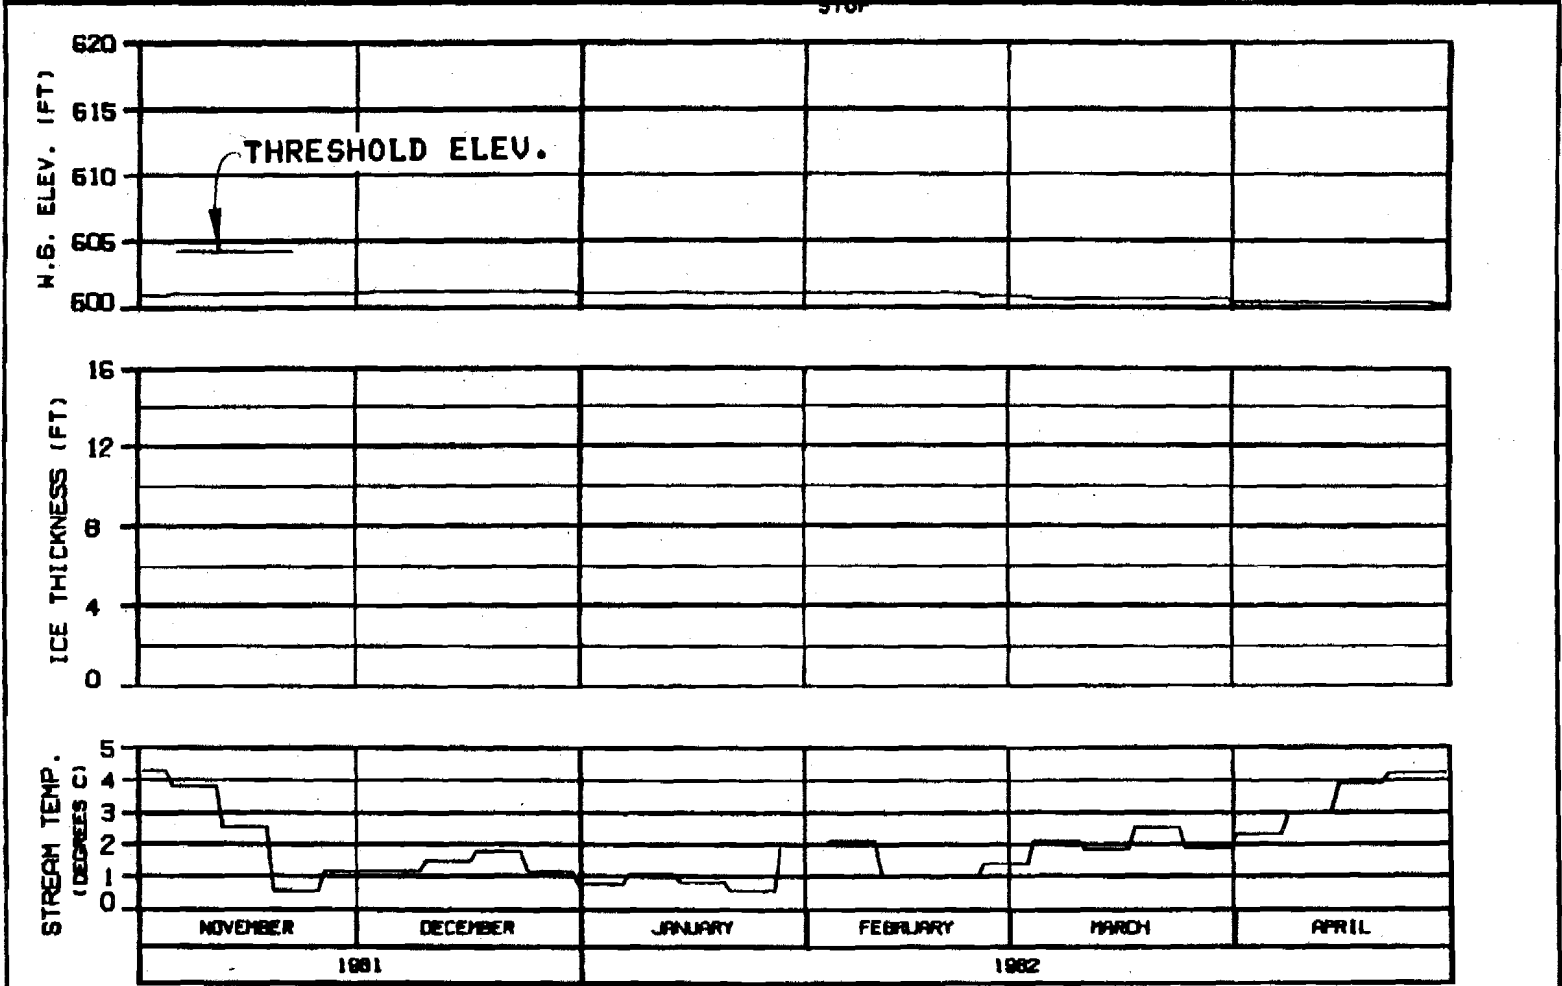 STOP
620
615
610
605
600
W.S. ELEV. (FT)
THRESHOLD ELEV.
16
12
8
4
0
ICE THICKNESS (FT)
5
4
3
2
1
0
STREAM TEMP.
(DEGREES C)
NOVEMBER DECEMBER JANUARY FEBRUARY MARCH APRIL
1981 1982